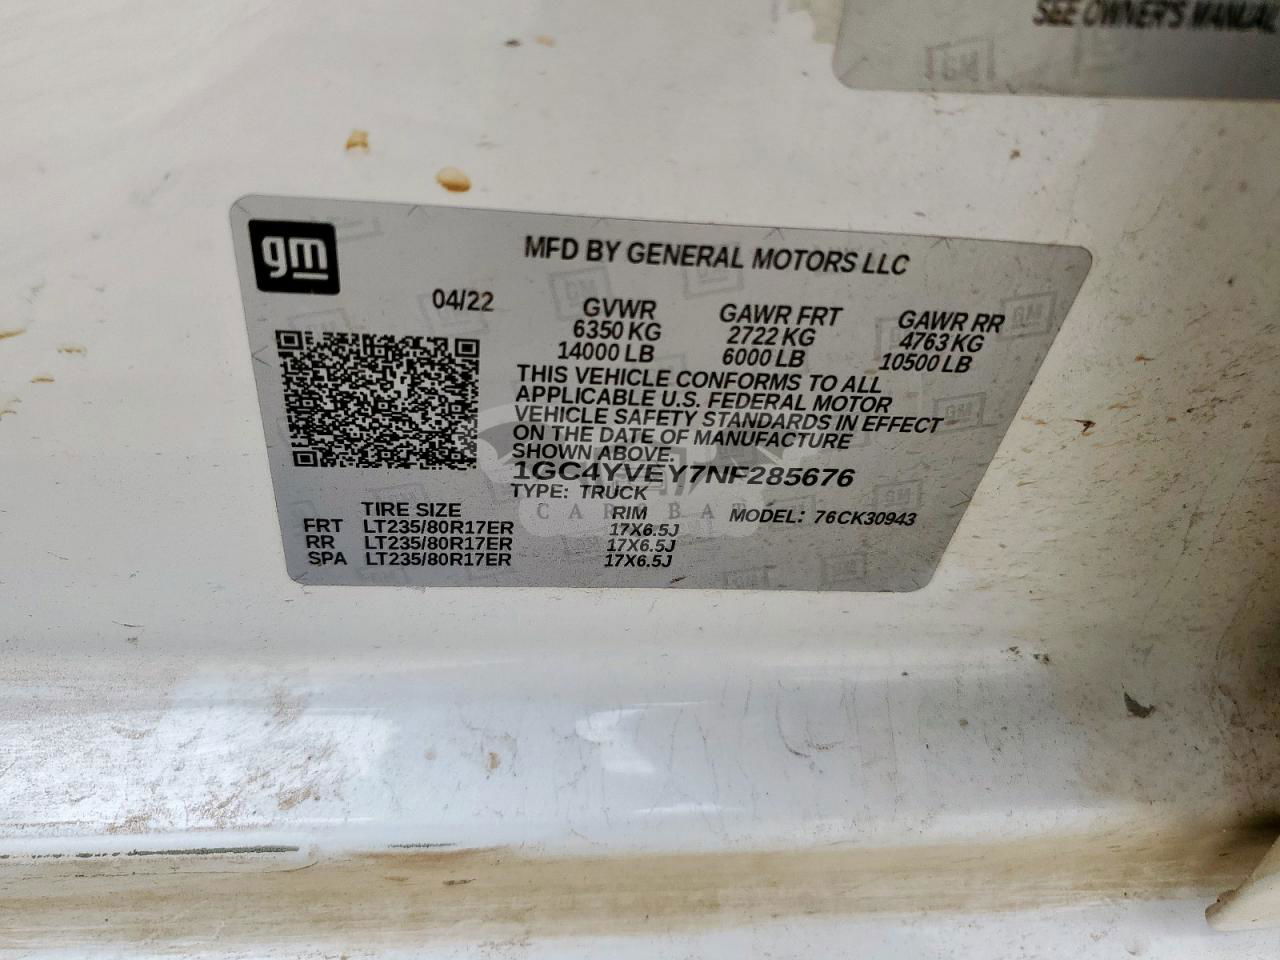 SEE OWNER'S MANUAL
gm
MFD BY GENERAL MOTORS LLC
04/22
GVWR GAWR FRT GAWR RR
6350 KG 2722 KG 4763 KG
14000 LB 6000 LB 10500 LB
THIS VEHICLE CONFORMS TO ALL
APPLICABLE U.S. FEDERAL MOTOR
VEHICLE SAFETY STANDARDS IN EFFECT
ON THE DATE OF MANUFACTURE
SHOWN ABOVE.
1GC4YVEY7NF285676
TYPE: TRUCK
TIRE SIZE RIM MODEL: 76CK30943
FRT LT235/80R17ER 17X6.5J
RR LT235/80R17ER 17X6.5J
SPA LT235/80R17ER 17X6.5J